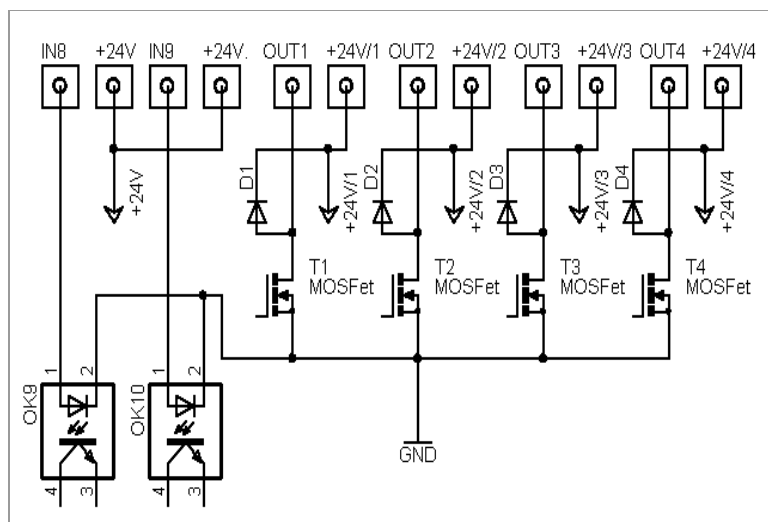 IN8 +24V IN9 +24V. OUT1 +24V/1 OUT2 +24V/2 OUT3 +24V/3 OUT4 +24V/4
D1 D2 D3 D4
+24V +24V/1 +24V/2 +24V/3 +24V/4
T1 T2 T3 T4
MOSFet MOSFet MOSFet MOSFet
1 2 1 2
OK9 OK10
GND
4 3 4 3